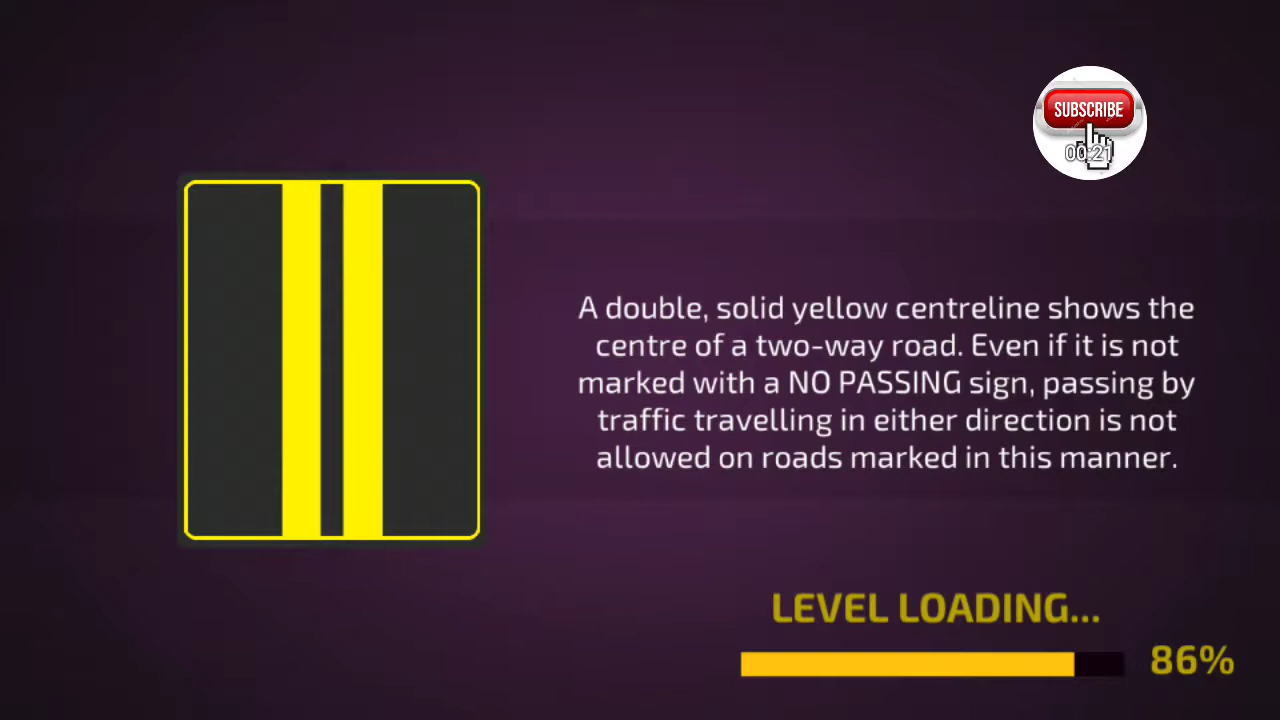 SUBSCRIBE
00:21
A double, solid yellow centreline shows the
centre of a two-way road. Even if it is not
marked with a NO PASSING sign, passing by
traffic travelling in either direction is not
allowed on roads marked in this manner.
LEVEL LOADING...
86%